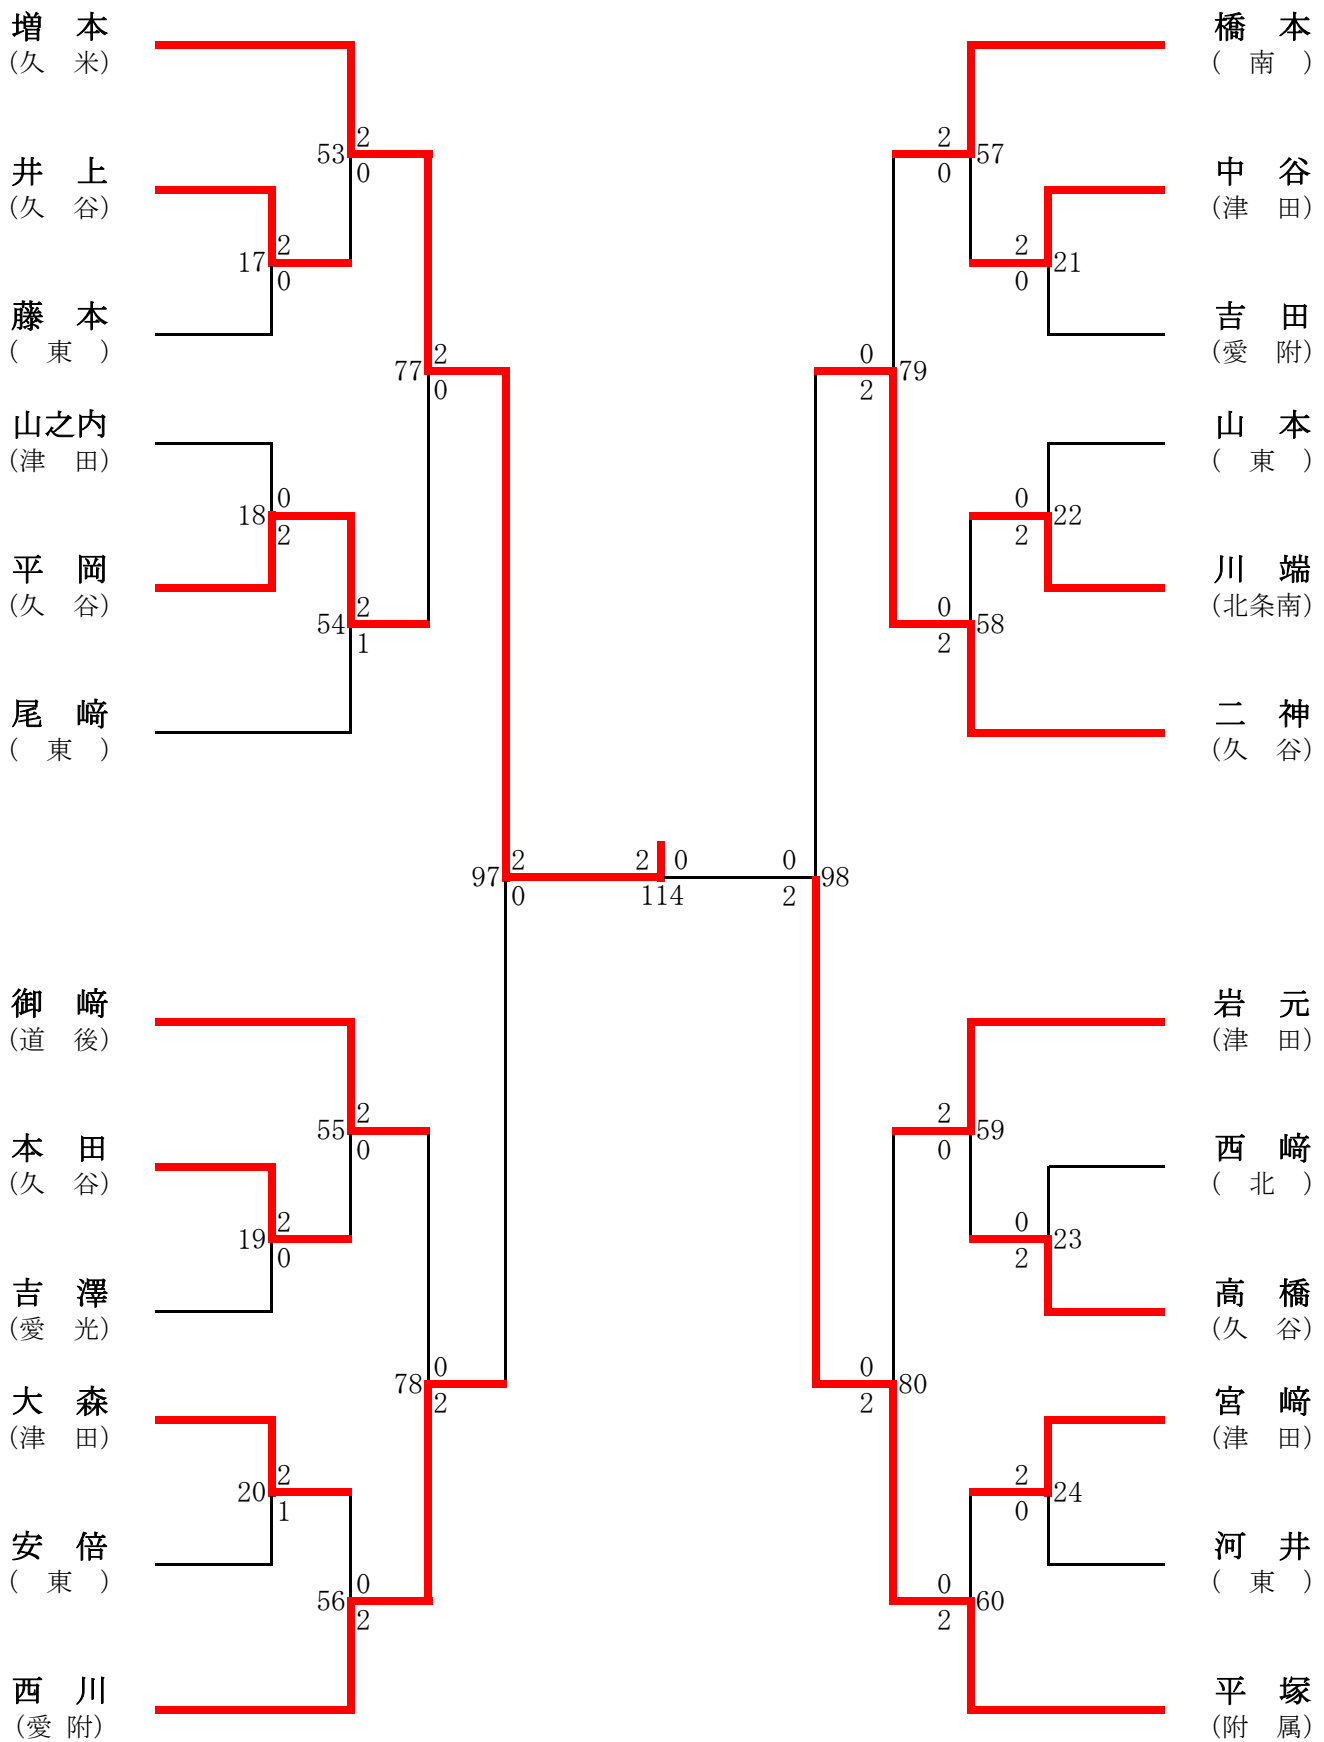 増　本
(久　米)
井　上
(久　谷)
藤　本
(　東　)
山之内
(津　田)
平　岡
(久　谷)
尾　﨑
(　東　)
御　﨑
(道　後)
本　田
(久　谷)
吉　澤
(愛　光)
大　森
(津　田)
安　倍
(　東　)
西　川
(愛 附)
53
2
0
17
2
0
77
2
0
18
0
2
54
2
1
97
2
0
2
0
114
55
2
0
19
2
0
78
0
2
20
2
1
56
0
2
2
0
57
2
0
21
0
2
79
0
2
22
0
2
58
0
2
98
2
0
59
0
2
23
0
2
80
2
0
24
0
2
60
橋　本
(　南　)
中　谷
(津　田)
吉　田
(愛　附)
山　本
(　東　)
川　端
(北条南)
二　神
(久　谷)
岩　元
(津　田)
西　﨑
(　北　)
高　橋
(久　谷)
宮　﨑
(津　田)
河　井
(　東　)
平　塚
(附　属)